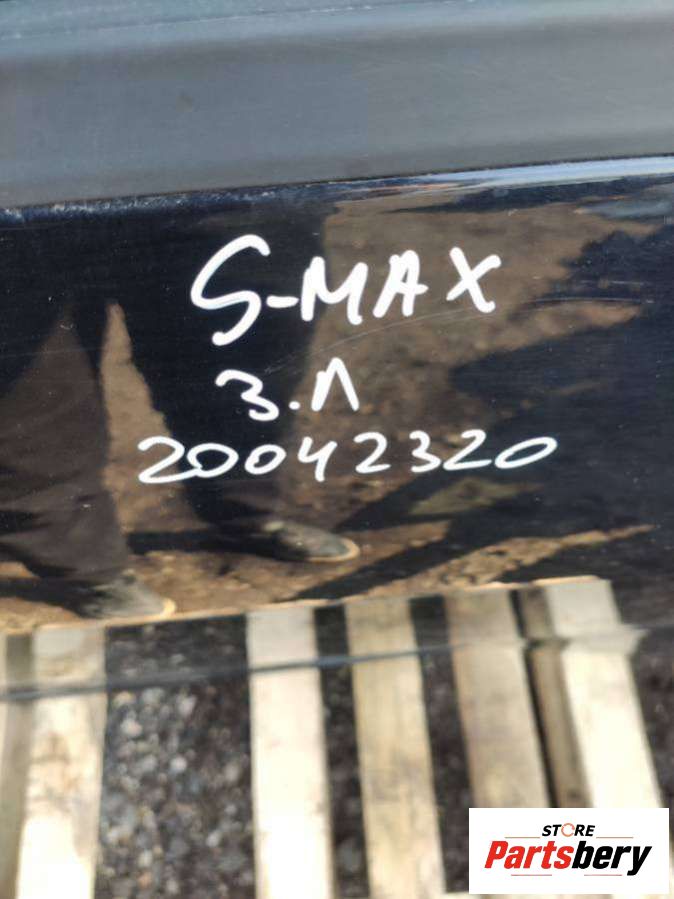 S-MAX
З.Л
20042320
STORE
Partsbery